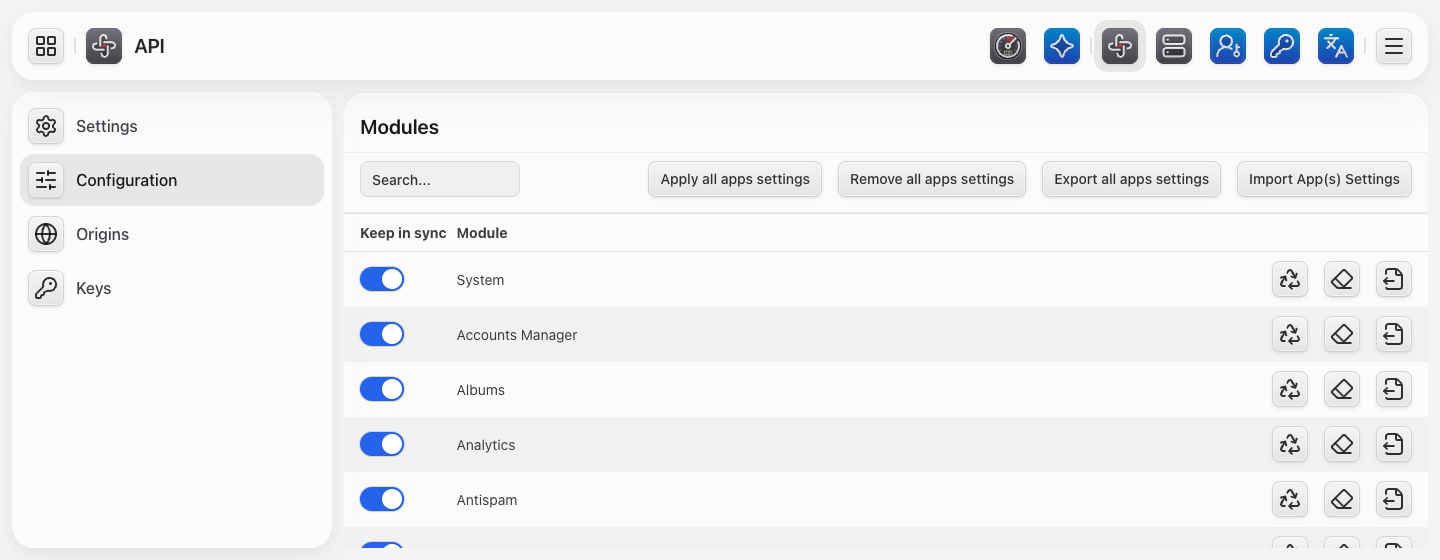 API
Settings
Configuration
Origins
Keys
Modules
Search...
Apply all apps settings
Remove all apps settings
Export all apps settings
Import App(s) Settings
Keep in sync Module
System
Accounts Manager
Albums
Analytics
Antispam